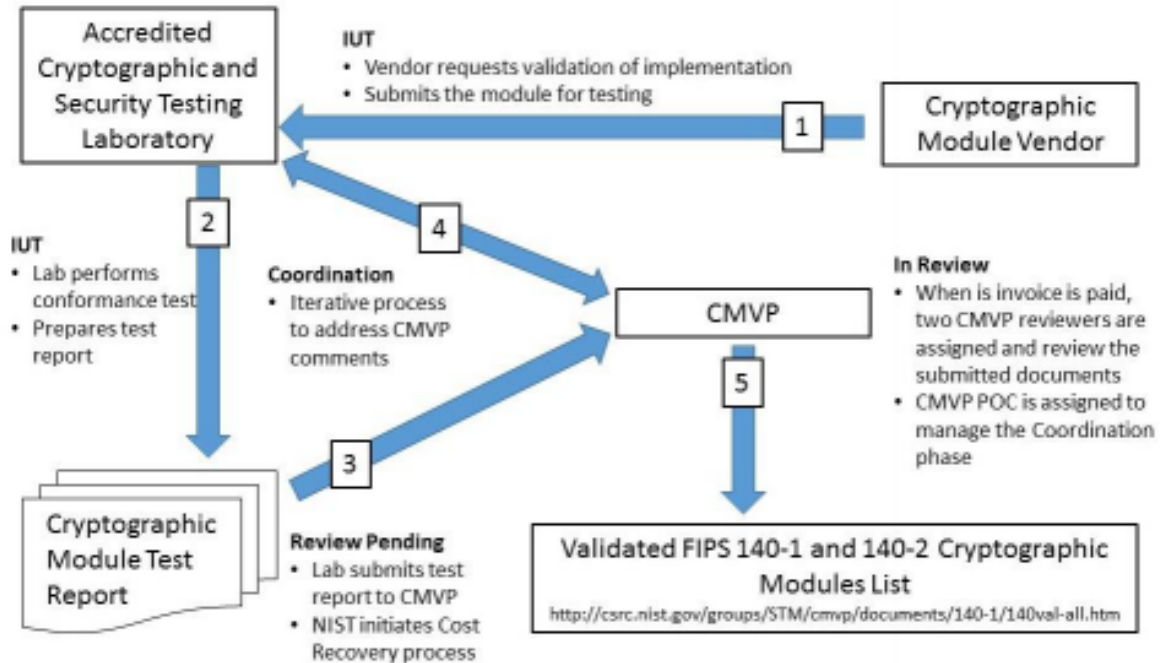 Accredited
Cryptographic and
Security Testing
Laboratory
IUT
• Vendor requests validation of implementation
• Submits the module for testing
1
Cryptographic
Module Vendor
2
IUT
• Lab performs
conformance test
• Prepares test
report
4
Coordination
• Iterative process
to address CMVP
comments
CMVP
In Review
• When is invoice is paid,
two CMVP reviewers are
assigned and review the
submitted documents
• CMVP POC is assigned to
manage the Coordination
phase
5
3
Cryptographic
Module Test
Report
Review Pending
• Lab submits test
report to CMVP
• NIST initiates Cost
Recovery process
Validated FIPS 140-1 and 140-2 Cryptographic
Modules List
http://csrc.nist.gov/groups/STM/cmvp/documents/140-1/140val-all.htm